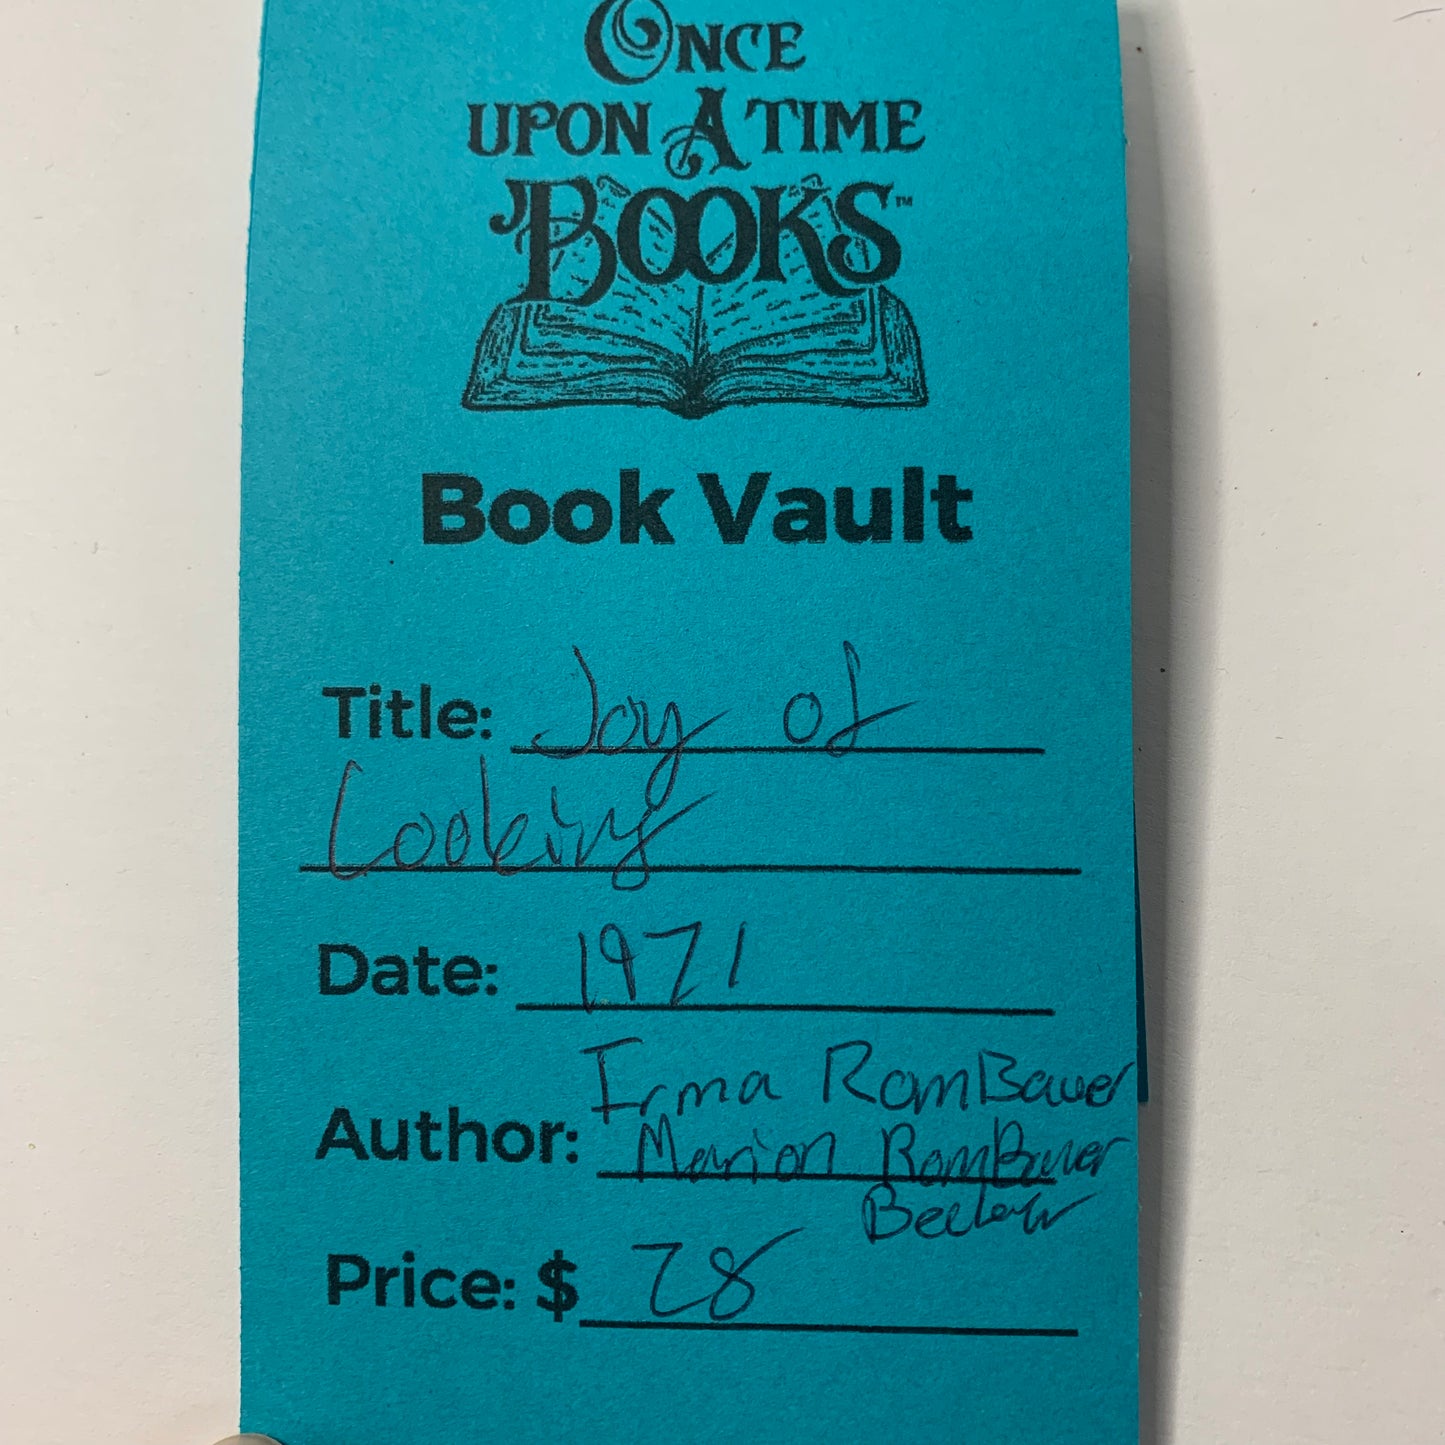 ONCE
UPON A TIME
BOOKS™
Book Vault
Title: Joy of
Cooking
Date: 1971
Irma RomBauer
Author: Marion RomBauer
Becker
Price: $ 28